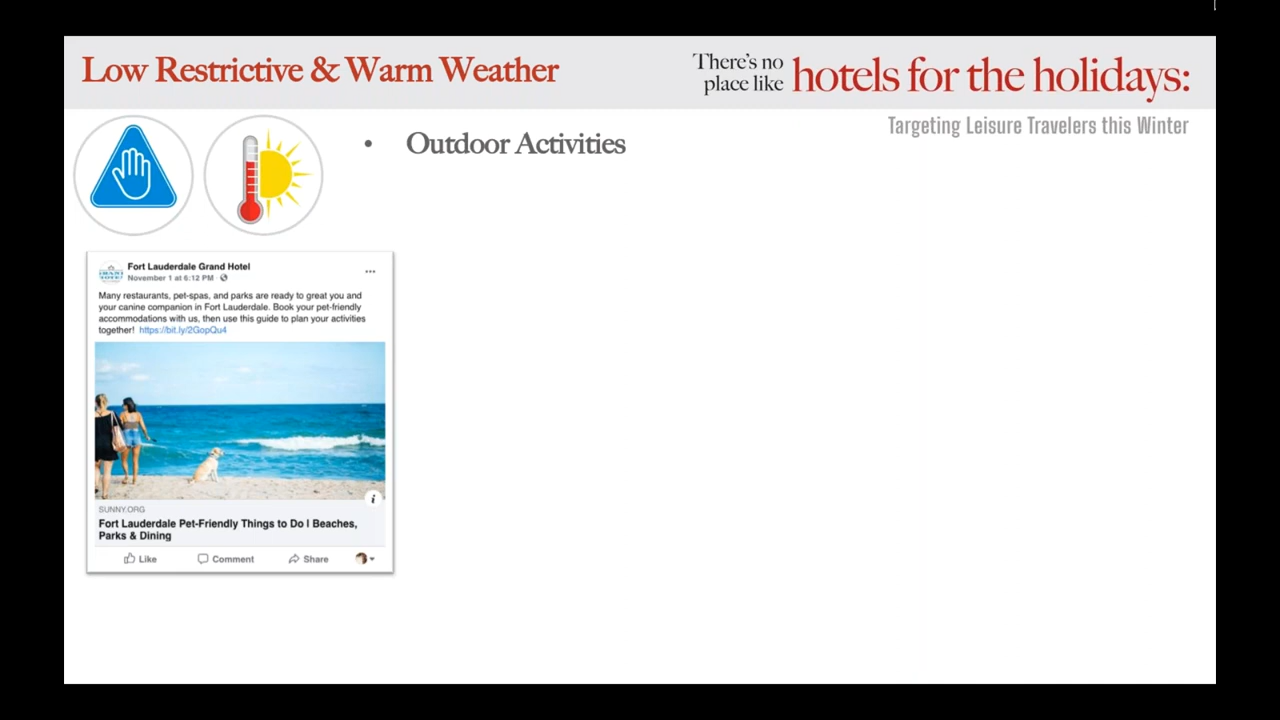 Low Restrictive & Warm Weather
There's no
place like
hotels for the holidays:
Targeting Leisure Travelers this Winter
• Outdoor Activities
Fort Lauderdale Grand Hotel
November 1 at 6:12 PM
Many restaurants, pet-spas, and parks are ready to great you and
your canine companion in Fort Lauderdale. Book your pet-friendly
accommodations with us, then use this guide to plan your activities
together! https://bit.ly/2GopQu4
SUNNY.ORG
Fort Lauderdale Pet-Friendly Things to Do | Beaches,
Parks & Dining
Like Comment Share